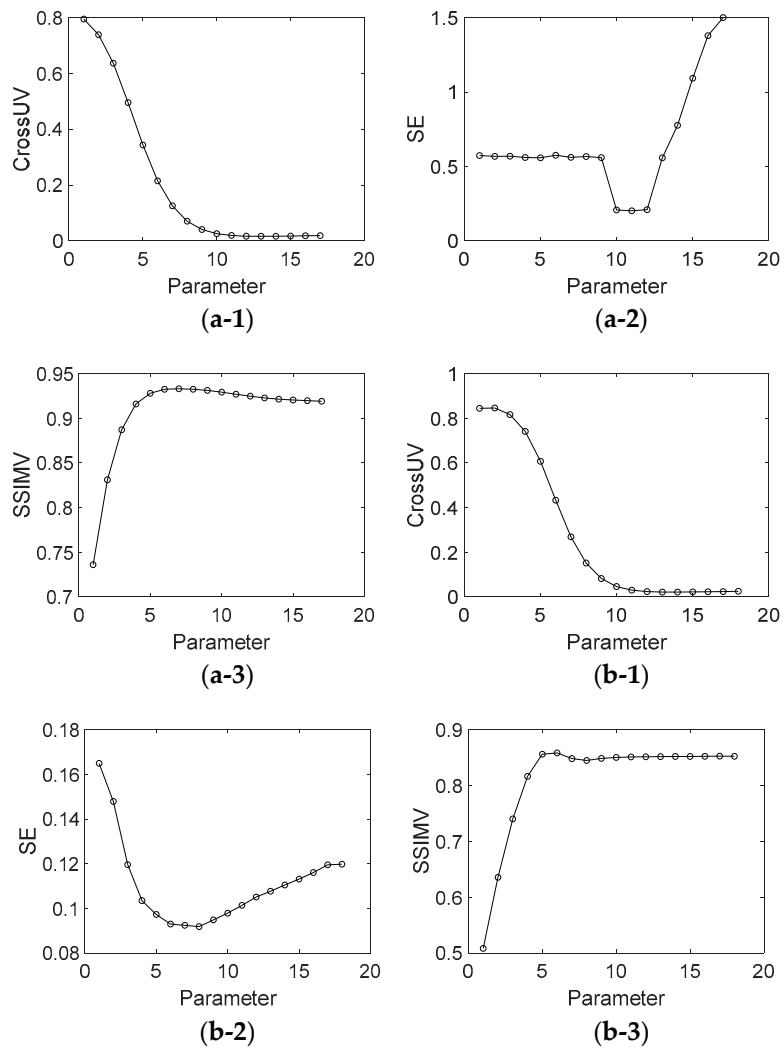 0.8
0.6
0.4
0.2
0
CrossUV
0 5 10 15 20
Parameter
(a-1)
1.5
1
0.5
0
SE
0 5 10 15 20
Parameter
(a-2)
0.95
0.9
0.85
0.8
0.75
0.7
SSIMV
0 5 10 15 20
Parameter
(a-3)
1
0.8
0.6
0.4
0.2
0
CrossUV
0 5 10 15 20
Parameter
(b-1)
0.18
0.16
0.14
0.12
0.1
0.08
SE
0 5 10 15 20
Parameter
(b-2)
0.9
0.8
0.7
0.6
0.5
SSIMV
0 5 10 15 20
Parameter
(b-3)